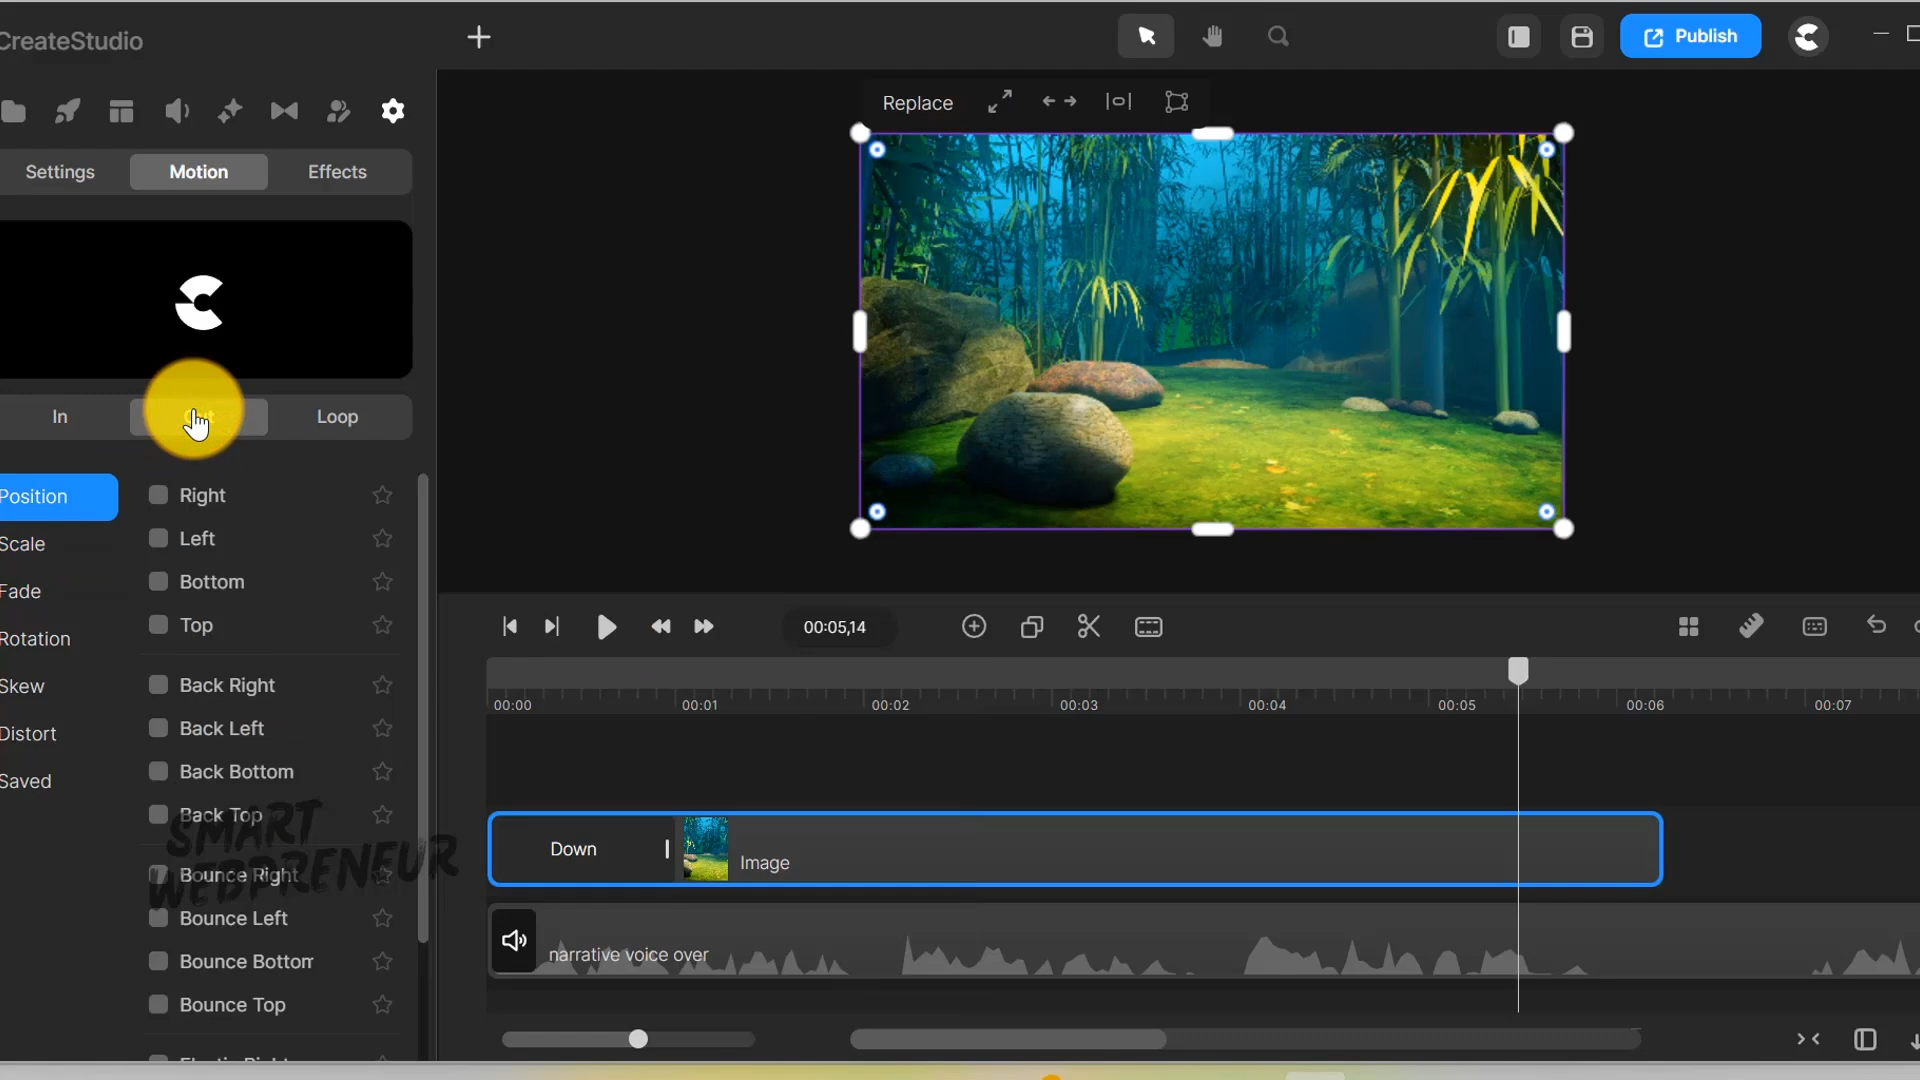 CreateStudio
Publish
Replace
Settings
Motion
Effects
In
Loop
Position
Scale
Fade
Rotation
Skew
Distort
Saved
Right
Left
Bottom
Top
Back Right
Back Left
Back Bottom
Back Top
Bounce Right
Bounce Left
Bounce Bottom
Bounce Top
SMART
WEBPRENEUR
00:05,14
00:00
00:01
00:02
00:03
00:04
00:05
00:06
00:07
Down
Image
narrative voice over